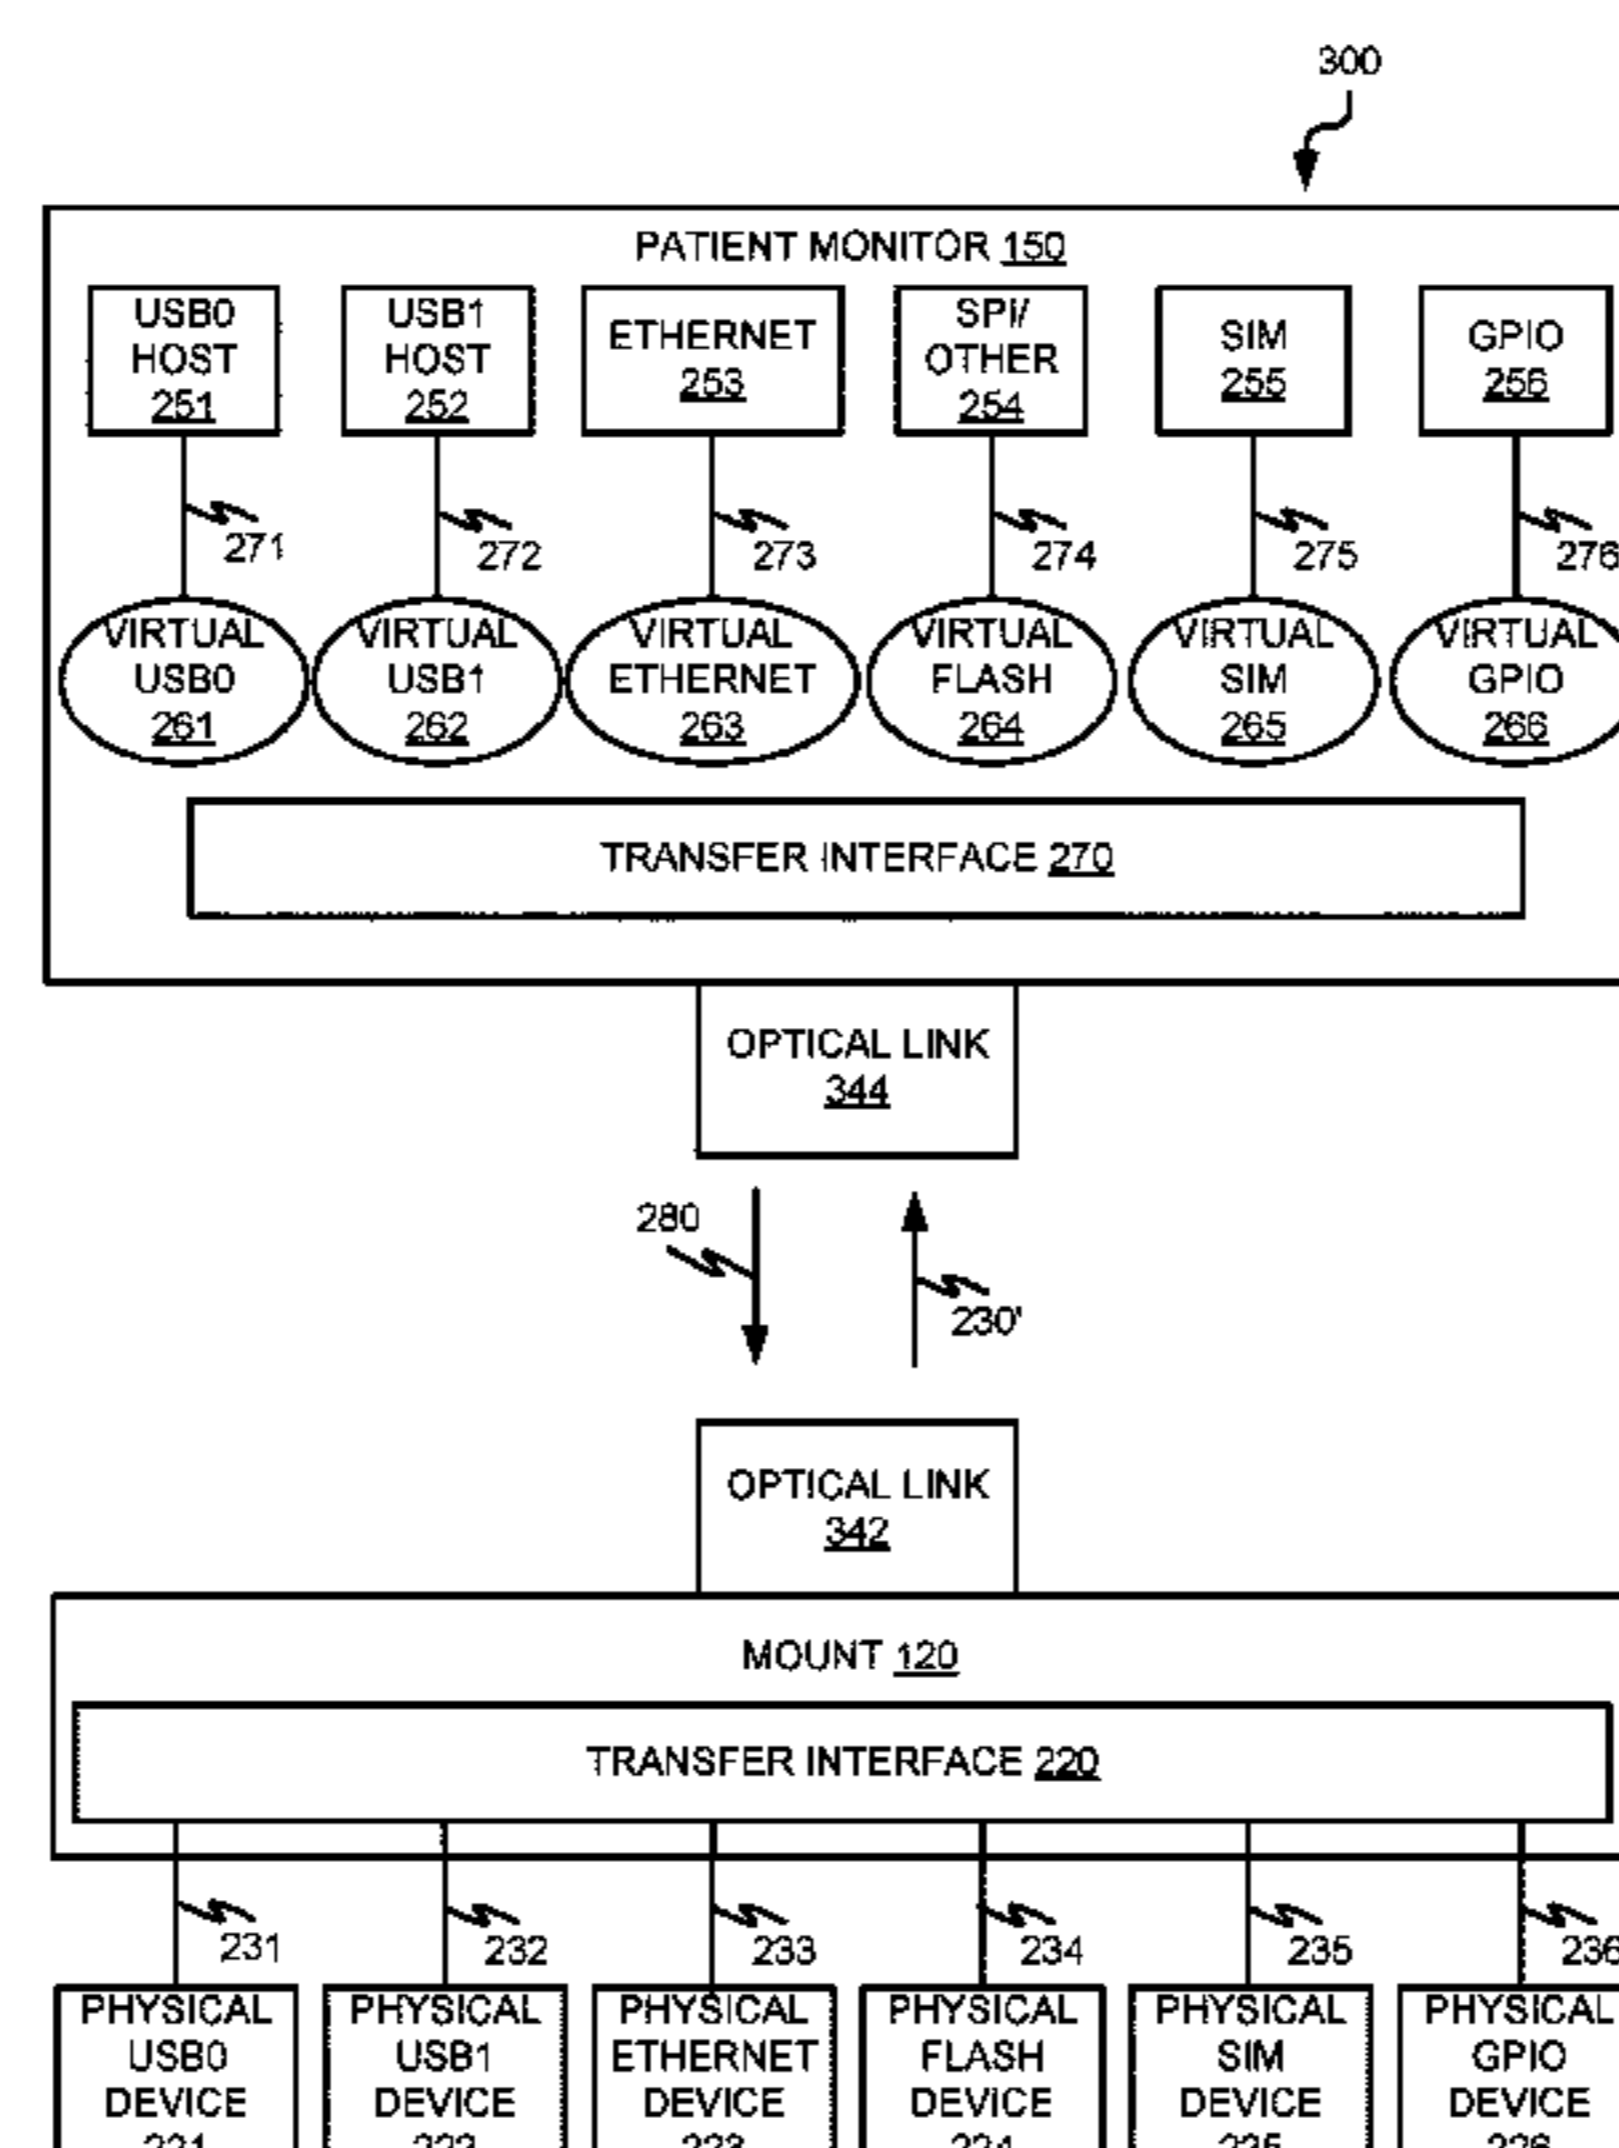 300
PATIENT MONITOR 150
USB0
HOST
251
USB1
HOST
252
ETHERNET
253
SPI/
OTHER
254
SIM
255
GPIO
256
271
272
273
274
275
276
VIRTUAL
USB0
261
VIRTUAL
USB1
262
VIRTUAL
ETHERNET
263
VIRTUAL
FLASH
264
VIRTUAL
SIM
265
VIRTUAL
GPIO
266
TRANSFER INTERFACE 270
OPTICAL LINK
344
280
230'
OPTICAL LINK
342
MOUNT 120
TRANSFER INTERFACE 220
231
232
233
234
235
236
PHYSICAL
USB0
DEVICE
PHYSICAL
USB1
DEVICE
PHYSICAL
ETHERNET
DEVICE
PHYSICAL
FLASH
DEVICE
PHYSICAL
SIM
DEVICE
PHYSICAL
GPIO
DEVICE